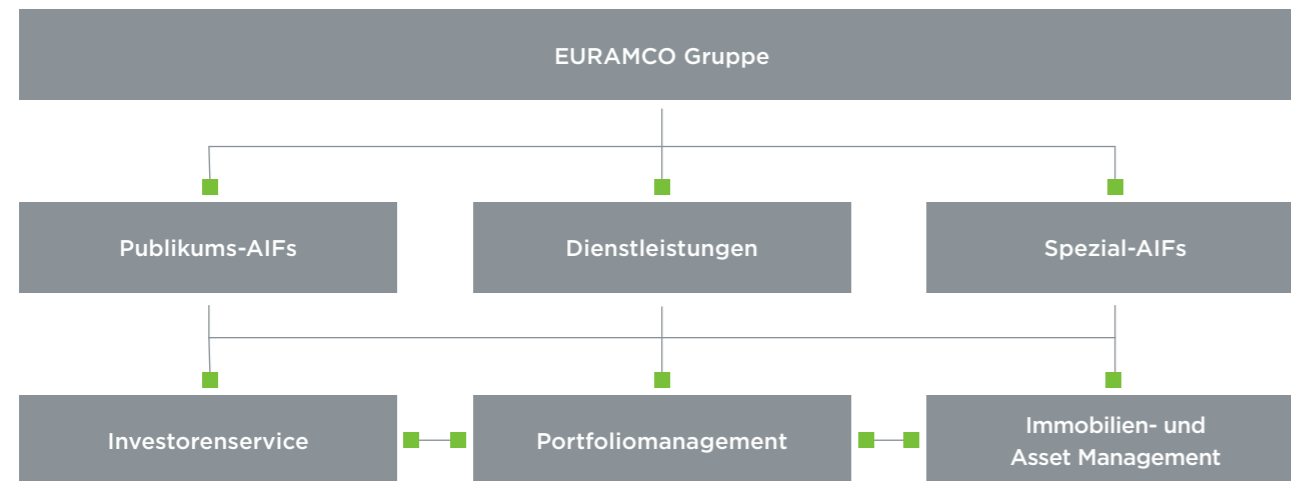 EURAMCO Gruppe
Publikums-AIFs
Dienstleistungen
Spezial-AIFs
Investorenservice
Portfoliomanagement
Immobilien- und
Asset Management